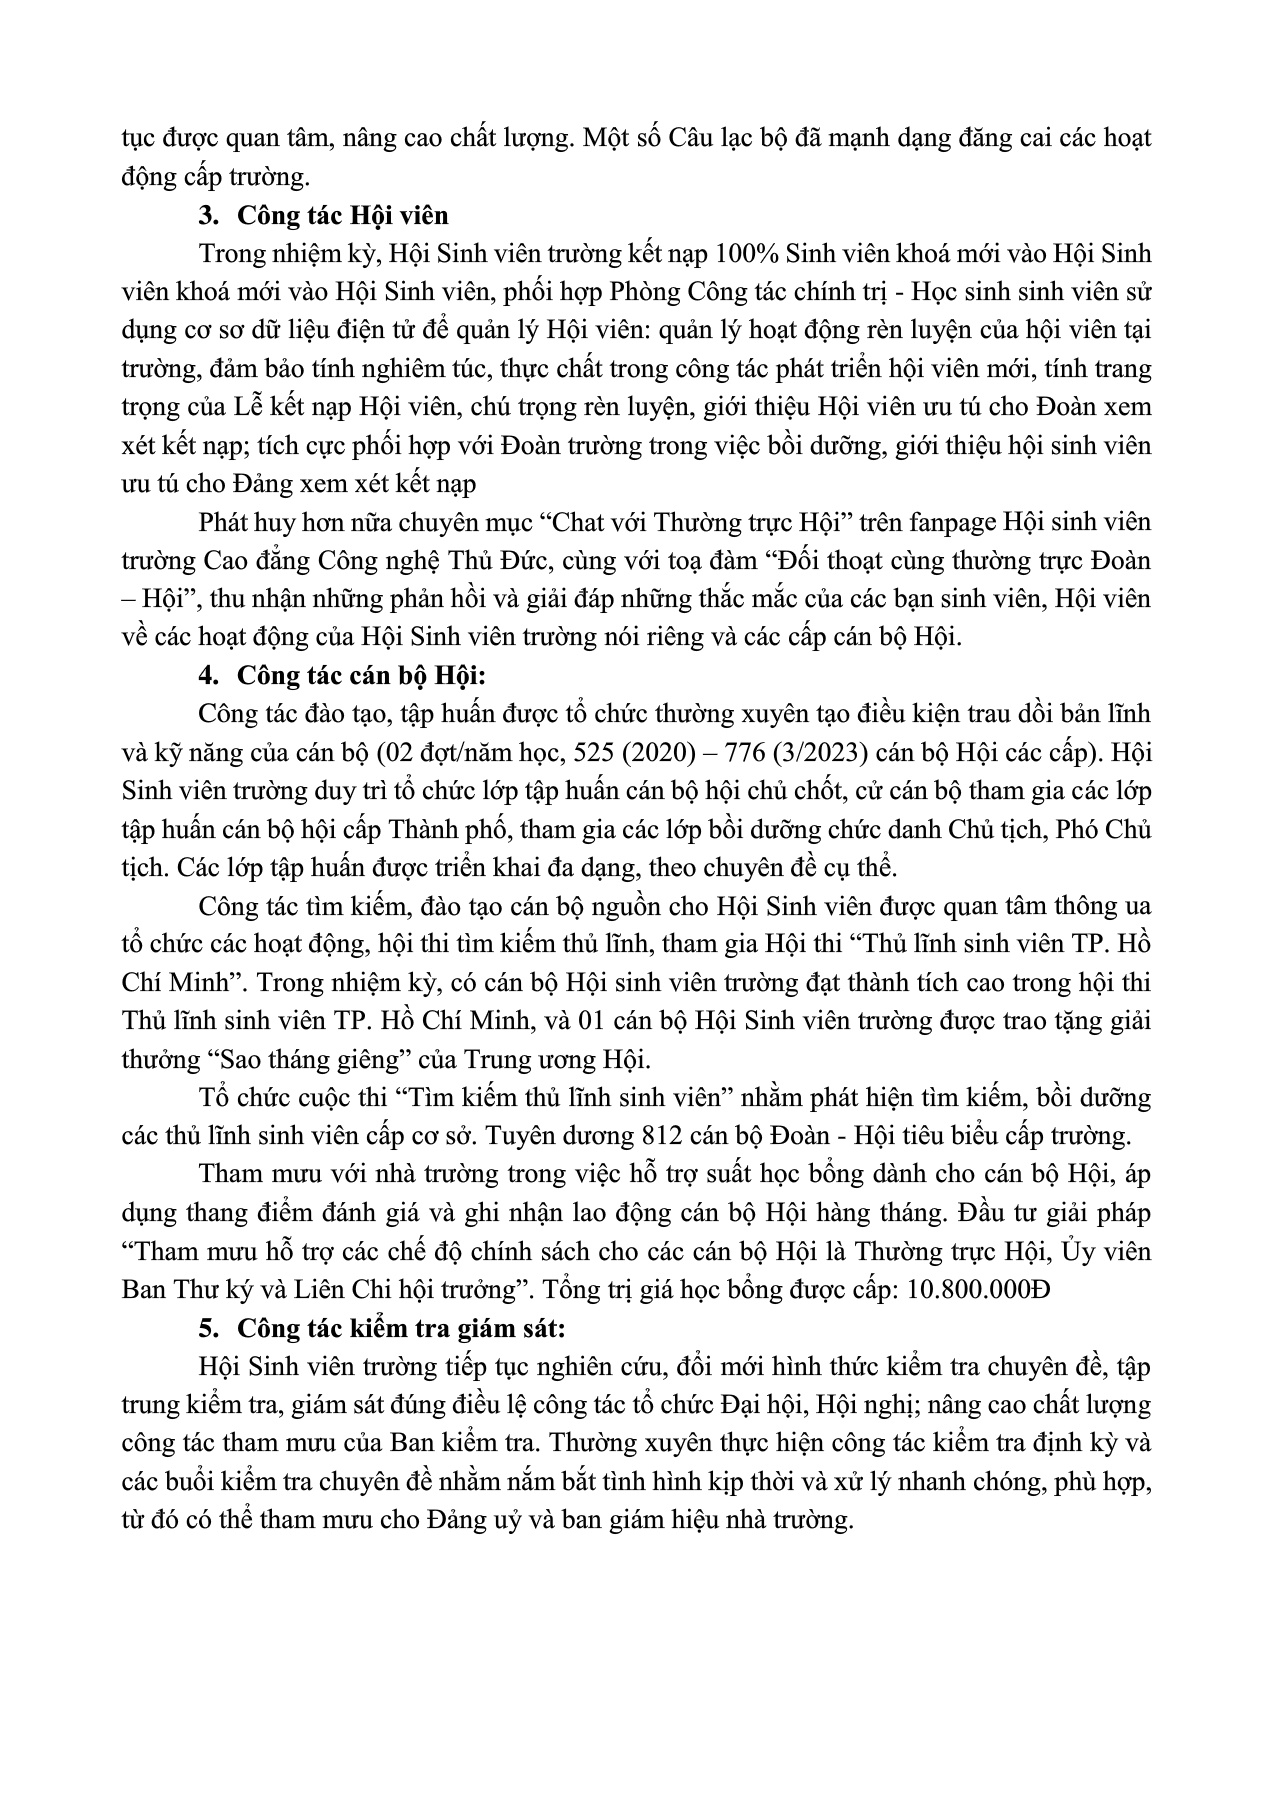 tục được quan tâm, nâng cao chất lượng. Một số Câu lạc bộ đã mạnh dạng đăng cai các hoạt
động cấp trường.
3. Công tác Hội viên
Trong nhiệm kỳ, Hội Sinh viên trường kết nạp 100% Sinh viên khoá mới vào Hội Sinh
viên khoá mới vào Hội Sinh viên, phối hợp Phòng Công tác chính trị - Học sinh sinh viên sử
dụng cơ sơ dữ liệu điện tử để quản lý Hội viên: quản lý hoạt động rèn luyện của hội viên tại
trường, đảm bảo tính nghiêm túc, thực chất trong công tác phát triển hội viên mới, tính trang
trọng của Lễ kết nạp Hội viên, chú trọng rèn luyện, giới thiệu Hội viên ưu tú cho Đoàn xem
xét kết nạp; tích cực phối hợp với Đoàn trường trong việc bồi dưỡng, giới thiệu hội sinh viên
ưu tú cho Đảng xem xét kết nạp
Phát huy hơn nữa chuyên mục “Chat với Thường trực Hội” trên fanpage Hội sinh viên
trường Cao đẳng Công nghệ Thủ Đức, cùng với toạ đàm “Đối thoạt cùng thường trực Đoàn
– Hội”, thu nhận những phản hồi và giải đáp những thắc mắc của các bạn sinh viên, Hội viên
về các hoạt động của Hội Sinh viên trường nói riêng và các cấp cán bộ Hội.
4. Công tác cán bộ Hội:
Công tác đào tạo, tập huấn được tổ chức thường xuyên tạo điều kiện trau dồi bản lĩnh
và kỹ năng của cán bộ (02 đợt/năm học, 525 (2020) – 776 (3/2023) cán bộ Hội các cấp). Hội
Sinh viên trường duy trì tổ chức lớp tập huấn cán bộ hội chủ chốt, cử cán bộ tham gia các lớp
tập huấn cán bộ hội cấp Thành phố, tham gia các lớp bồi dưỡng chức danh Chủ tịch, Phó Chủ
tịch. Các lớp tập huấn được triển khai đa dạng, theo chuyên đề cụ thể.
Công tác tìm kiếm, đào tạo cán bộ nguồn cho Hội Sinh viên được quan tâm thông ua
tổ chức các hoạt động, hội thi tìm kiếm thủ lĩnh, tham gia Hội thi “Thủ lĩnh sinh viên TP. Hồ
Chí Minh”. Trong nhiệm kỳ, có cán bộ Hội sinh viên trường đạt thành tích cao trong hội thi
Thủ lĩnh sinh viên TP. Hồ Chí Minh, và 01 cán bộ Hội Sinh viên trường được trao tặng giải
thưởng “Sao tháng giêng” của Trung ương Hội.
Tổ chức cuộc thi “Tìm kiếm thủ lĩnh sinh viên” nhằm phát hiện tìm kiếm, bồi dưỡng
các thủ lĩnh sinh viên cấp cơ sở. Tuyên dương 812 cán bộ Đoàn - Hội tiêu biểu cấp trường.
Tham mưu với nhà trường trong việc hỗ trợ suất học bổng dành cho cán bộ Hội, áp
dụng thang điểm đánh giá và ghi nhận lao động cán bộ Hội hàng tháng. Đầu tư giải pháp
“Tham mưu hỗ trợ các chế độ chính sách cho các cán bộ Hội là Thường trực Hội, Ủy viên
Ban Thư ký và Liên Chi hội trưởng”. Tổng trị giá học bổng được cấp: 10.800.000Đ
5. Công tác kiểm tra giám sát:
Hội Sinh viên trường tiếp tục nghiên cứu, đổi mới hình thức kiểm tra chuyên đề, tập
trung kiểm tra, giám sát đúng điều lệ công tác tổ chức Đại hội, Hội nghị; nâng cao chất lượng
công tác tham mưu của Ban kiểm tra. Thường xuyên thực hiện công tác kiểm tra định kỳ và
các buổi kiểm tra chuyên đề nhằm nắm bắt tình hình kịp thời và xử lý nhanh chóng, phù hợp,
từ đó có thể tham mưu cho Đảng uỷ và ban giám hiệu nhà trường.